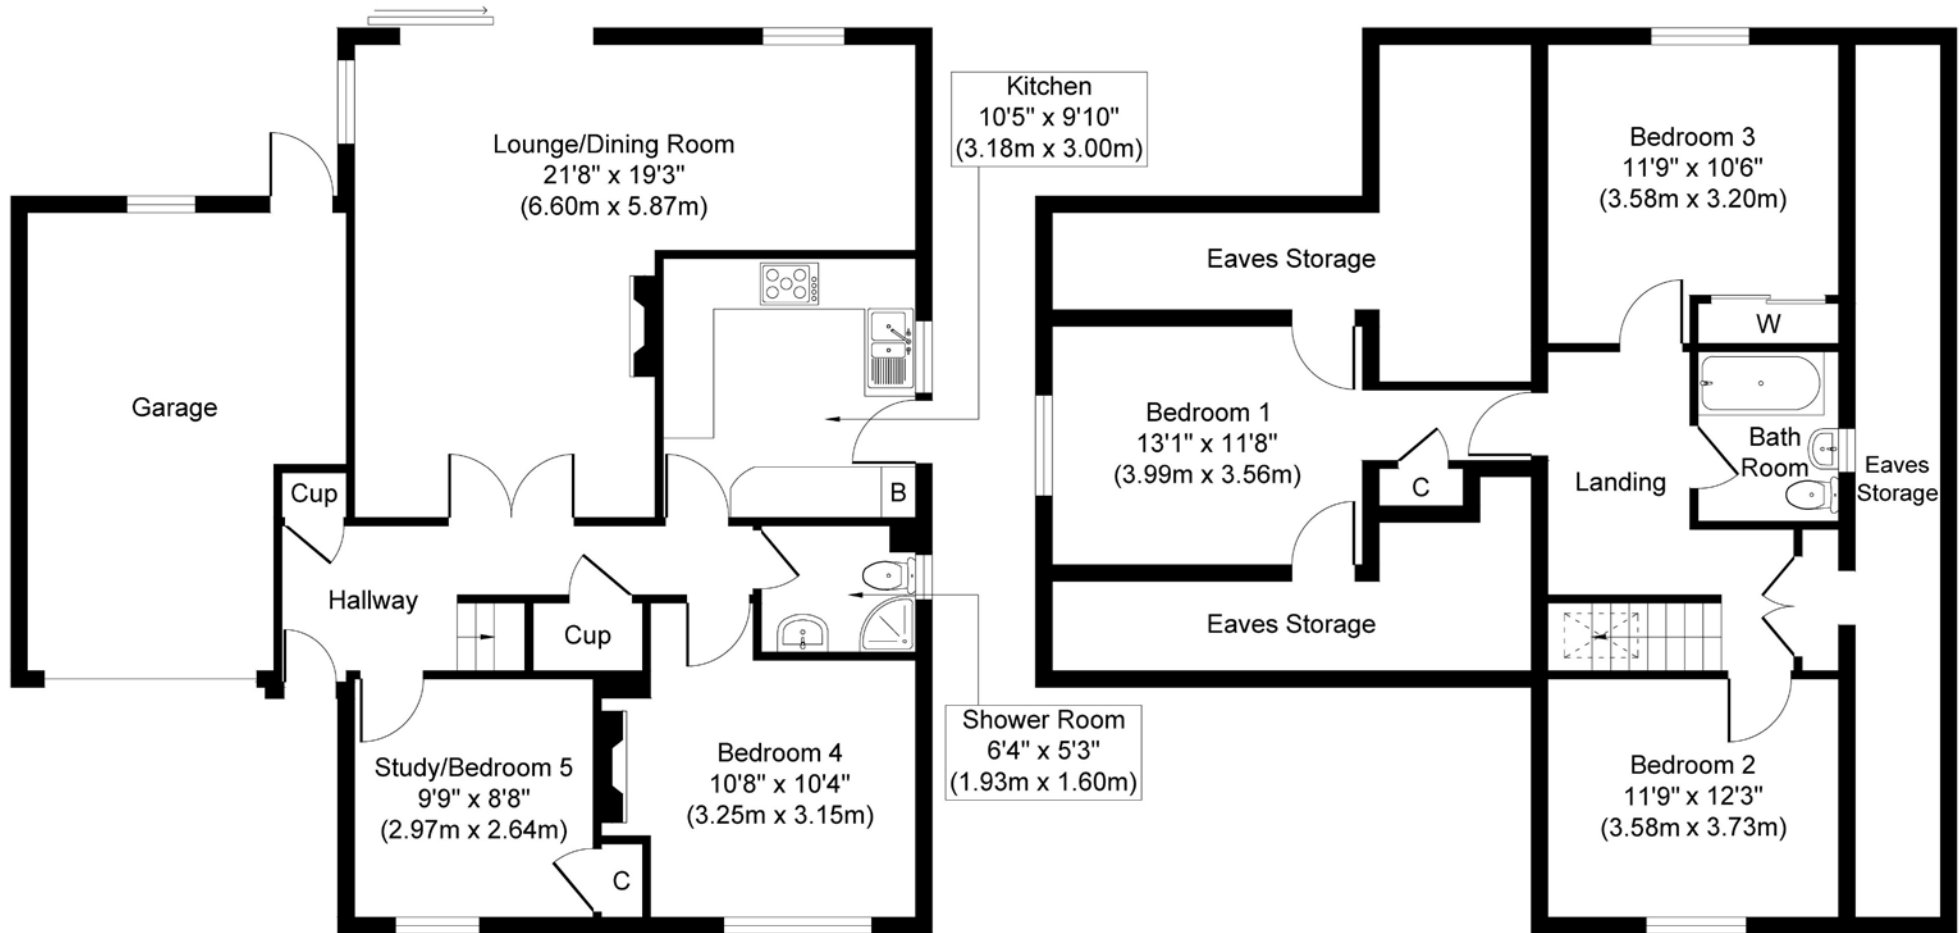 Lounge/Dining Room
21'8" x 19'3"
(6.60m x 5.87m)
Kitchen
10'5" x 9'10"
(3.18m x 3.00m)
Garage
Cup
B
Hallway
Cup
Shower Room
6'4" x 5'3"
(1.93m x 1.60m)
Study/Bedroom 5
9'9" x 8'8"
(2.97m x 2.64m)
C
Bedroom 4
10'8" x 10'4"
(3.25m x 3.15m)
Bedroom 3
11'9" x 10'6"
(3.58m x 3.20m)
Eaves Storage
W
Bedroom 1
13'1" x 11'8"
(3.99m x 3.56m)
C
Landing
Bath
Room
Eaves
Storage
Eaves Storage
Bedroom 2
11'9" x 12'3"
(3.58m x 3.73m)